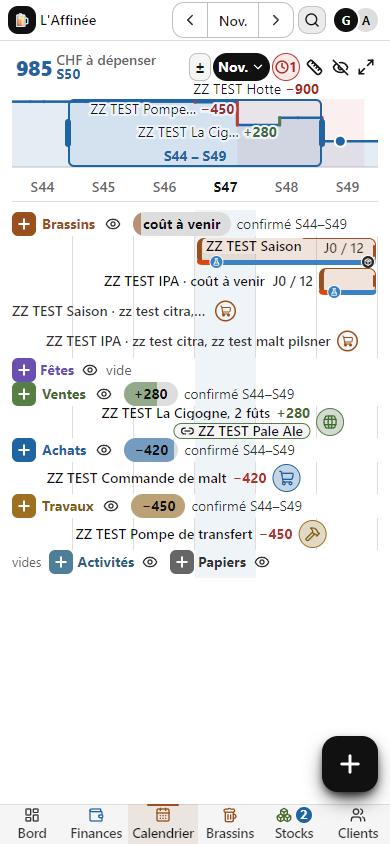 L'Affinée
Nov.
G A
985 CHF à dépenser
S50
±
Nov.
1
ZZ TEST Hotte −900
ZZ TEST Pompe... −450
ZZ TEST La Cig... +280
S44 – S49
S44 S45 S46 S47 S48 S49
Brassins coût à venir confirmé S44–S49
ZZ TEST Saison J0 / 12
ZZ TEST IPA · coût à venir J0 / 12
ZZ TEST Saison · zz test citra,...
ZZ TEST IPA · zz test citra, zz test malt pilsner
Fêtes vide
Ventes +280 confirmé S44–S49
ZZ TEST La Cigogne, 2 fûts +280
ZZ TEST Pale Ale
Achats −420 confirmé S44–S49
ZZ TEST Commande de malt −420
Travaux −450 confirmé S44–S49
ZZ TEST Pompe de transfert −450
vides Activités Papiers
2
Bord Finances Calendrier Brassins Stocks Clients